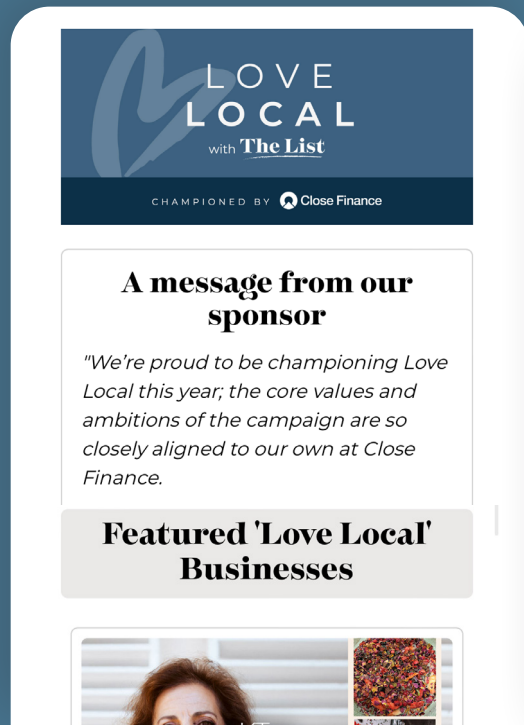 LOVE
LOCAL
with The List
CHAMPIONED BY Close Finance
A message from our
sponsor
"We’re proud to be championing Love
Local this year; the core values and
ambitions of the campaign are so
closely aligned to our own at Close
Finance.
Featured 'Love Local'
Businesses